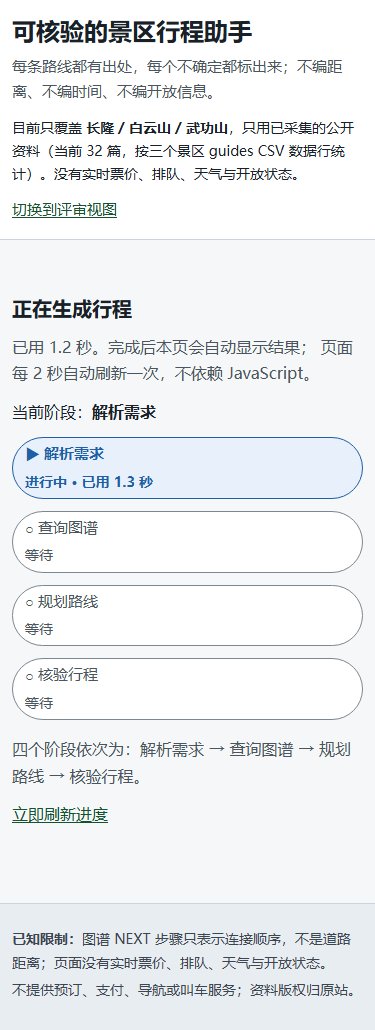 可核验的景区行程助手
每条路线都有出处，每个不确定都标出来；不编距
离、不编时间、不编开放信息。
目前只覆盖 长隆 / 白云山 / 武功山，只用已采集的公开
资料（当前 32 篇，按三个景区 guides CSV 数据行统
计）。没有实时票价、排队、天气与开放状态。
切换到评审视图
正在生成行程
已用 1.2 秒。完成后本页会自动显示结果； 页面
每 2 秒自动刷新一次，不依赖 JavaScript。
当前阶段：解析需求
▶ 解析需求
进行中 • 已用 1.3 秒
○ 查询图谱
等待
○ 规划路线
等待
○ 核验行程
等待
四个阶段依次为：解析需求 → 查询图谱 → 规划
路线 → 核验行程。
立即刷新进度
已知限制：图谱 NEXT 步骤只表示连接顺序，不是道路
距离；页面没有实时票价、排队、天气与开放状态。
不提供预订、支付、导航或叫车服务；资料版权归原站。